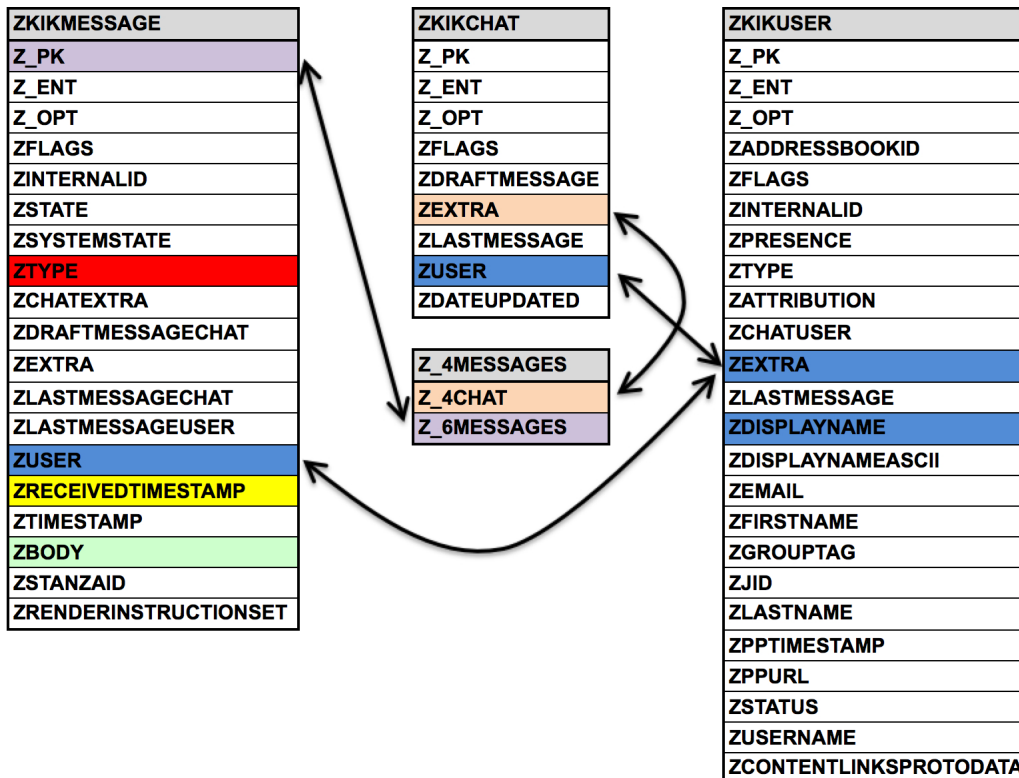 ZKIKMESSAGE
Z_PK
Z_ENT
Z_OPT
ZFLAGS
ZINTERNALID
ZSTATE
ZSYSTEMSTATE
ZTYPE
ZCHATEXTRA
ZDRAFTMESSAGECHAT
ZEXTRA
ZLASTMESSAGECHAT
ZLASTMESSAGEUSER
ZUSER
ZRECEIVEDTIMESTAMP
ZTIMESTAMP
ZBODY
ZSTANZAID
ZRENDERINSTRUCTIONSET
ZKIKCHAT
Z_PK
Z_ENT
Z_OPT
ZFLAGS
ZDRAFTMESSAGE
ZEXTRA
ZLASTMESSAGE
ZUSER
ZDATEUPDATED
Z_4MESSAGES
Z_4CHAT
Z_6MESSAGES
ZKIKUSER
Z_PK
Z_ENT
Z_OPT
ZADDRESSBOOKID
ZFLAGS
ZINTERNALID
ZPRESENCE
ZTYPE
ZATTRIBUTION
ZCHATUSER
ZEXTRA
ZLASTMESSAGE
ZDISPLAYNAME
ZDISPLAYNAMEASCII
ZEMAIL
ZFIRSTNAME
ZGROUPTAG
ZJID
ZLASTNAME
ZPPTIMESTAMP
ZPPURL
ZSTATUS
ZUSERNAME
ZCONTENTLINKSPROTODATA